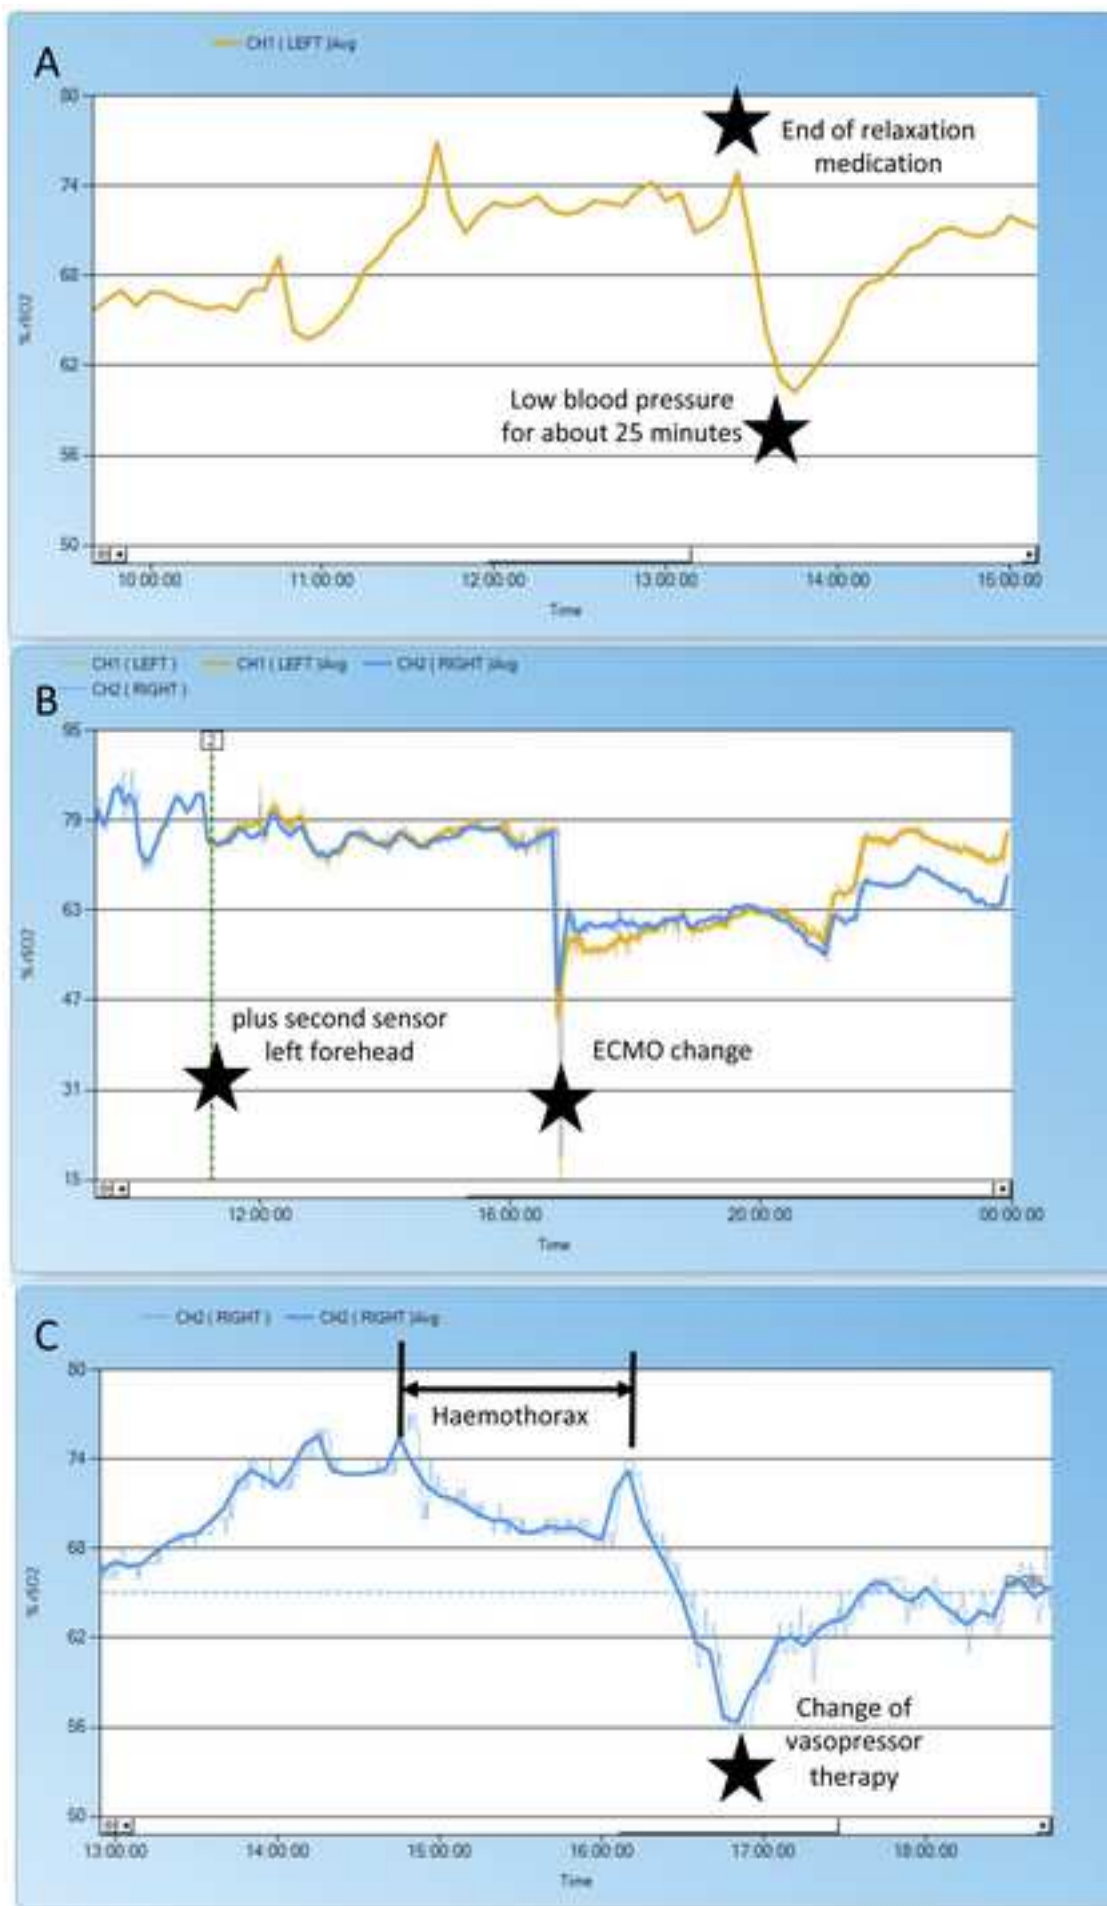 A
CH1 ( LEFT )Avg
80
74
68
62
56
50
% rSO2
End of relaxation
medication
Low blood pressure
for about 25 minutes
10:00:00 11:00:00 12:00:00 13:00:00 14:00:00 15:00:00
Time
CH1 ( LEFT ) CH1 ( LEFT )Avg CH2 ( RIGHT )Avg
CH2 ( RIGHT )
B
95
79
63
47
31
15
% rSO2
2
plus second sensor
left forehead
ECMO change
12:00:00 16:00:00 20:00:00 00:00:00
Time
C
CH2 ( RIGHT ) CH2 ( RIGHT )Avg
80
74
68
62
56
50
% rSO2
Haemothorax
Change of
vasopressor
therapy
13:00:00 14:00:00 15:00:00 16:00:00 17:00:00 18:00:00
Time